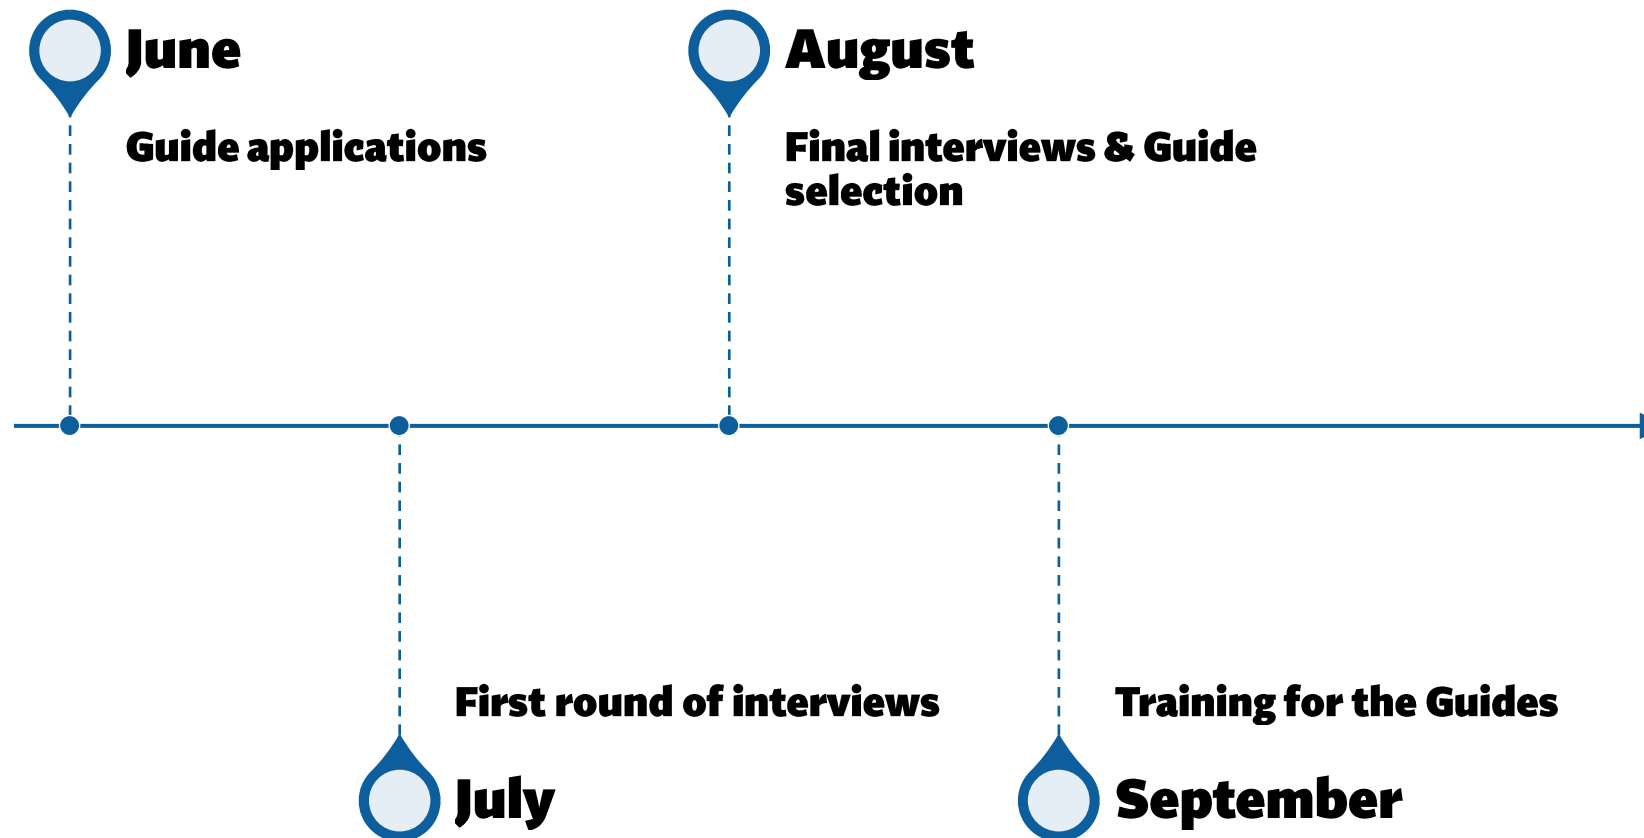 June
Guide applications
August
Final interviews & Guide
selection
First round of interviews
July
Training for the Guides
September